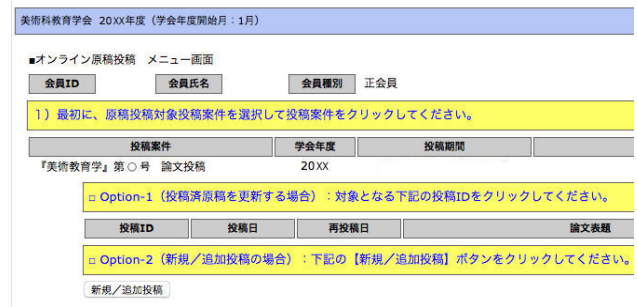 美術科教育学会 20XX年度（学会年度開始月：1月）
■オンライン原稿投稿 メニュー画面
会員ID 会員氏名 会員種別 正会員
１）最初に、原稿投稿対象投稿案件を選択して投稿案件をクリックしてください。
投稿案件 学会年度 投稿期間
『美術教育学』第○号 論文投稿 20XX
□ Option-1（投稿済原稿を更新する場合）：対象となる下記の投稿IDをクリックしてください。
投稿ID 投稿日 再投稿日 論文表題
□ Option-2（新規／追加投稿の場合）：下記の【新規／追加投稿】ボタンをクリックしてください。
新規／追加投稿